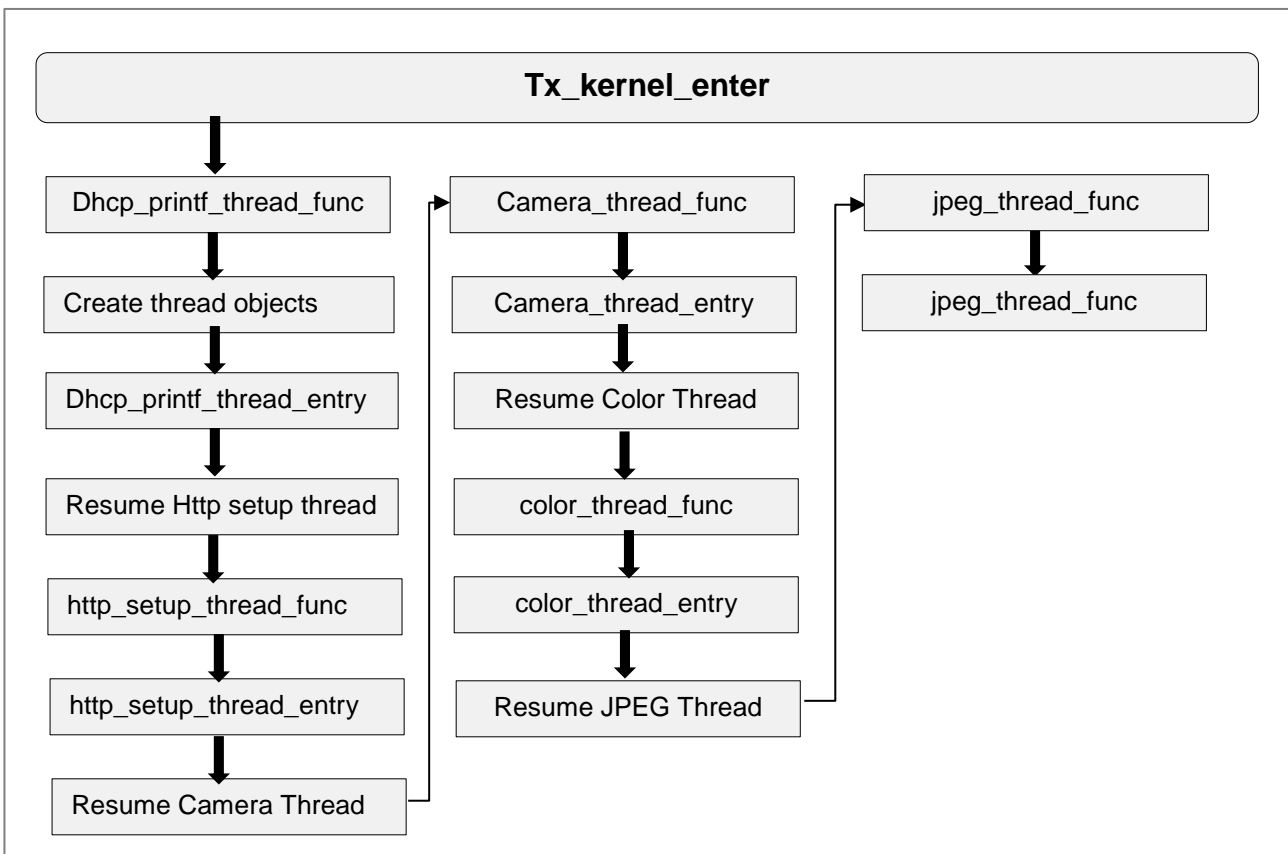 Tx_kernel_enter
Dhcp_printf_thread_func
Create thread objects
Dhcp_printf_thread_entry
Resume Http setup thread
http_setup_thread_func
http_setup_thread_entry
Resume Camera Thread
Camera_thread_func
Camera_thread_entry
Resume Color Thread
color_thread_func
color_thread_entry
Resume JPEG Thread
jpeg_thread_func
jpeg_thread_func